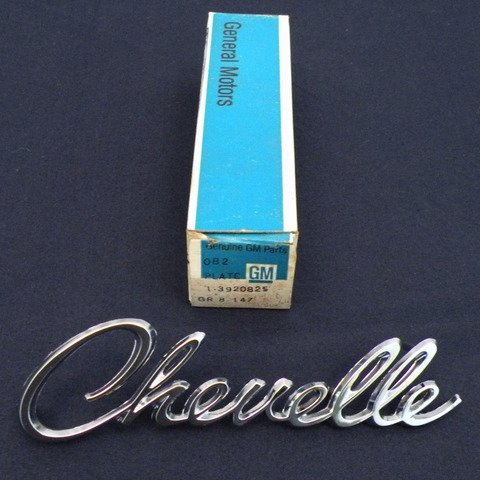 General Motors
Genuine GM Parts
082
PLATE GM
1-3920825
GR 8 147
Chevelle